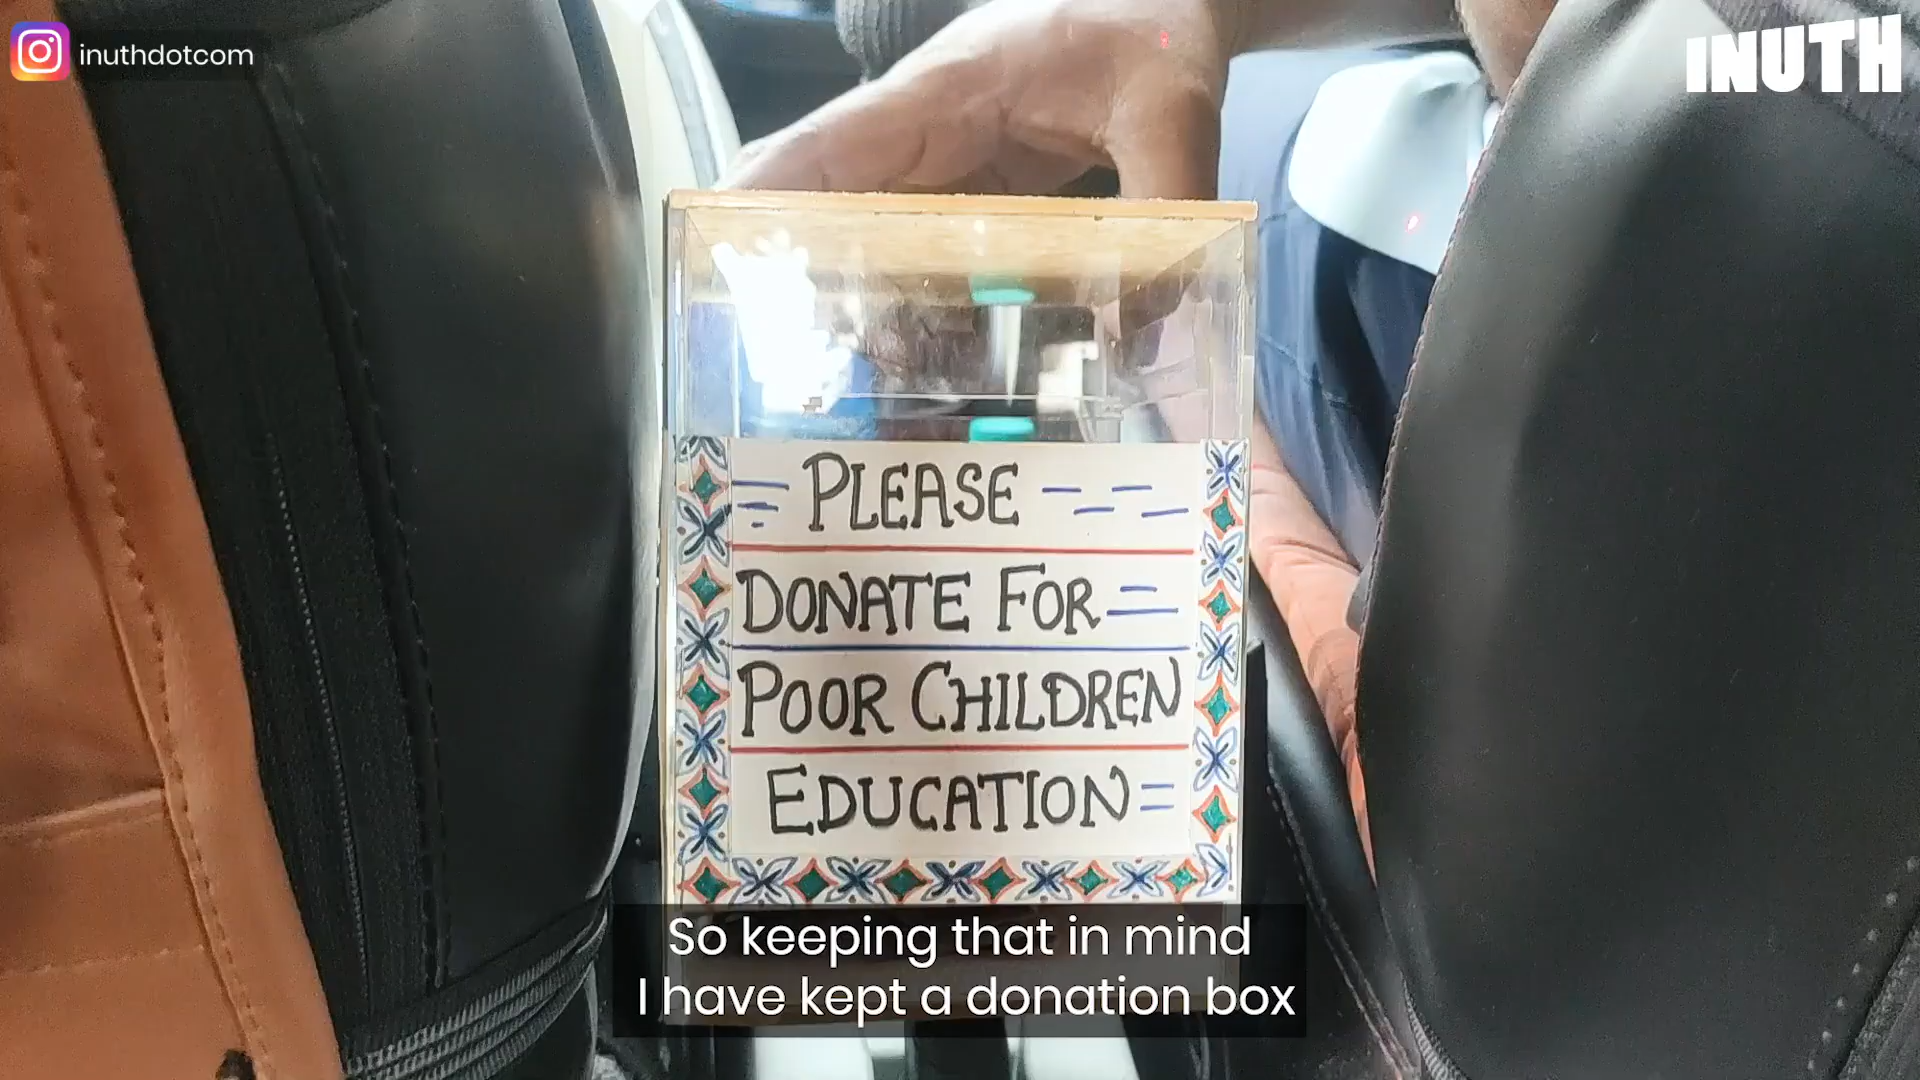 inuthdotcom
INUTH
PLEASE
DONATE FOR
POOR CHILDREN
EDUCATION
So keeping that in mind
I have kept a donation box